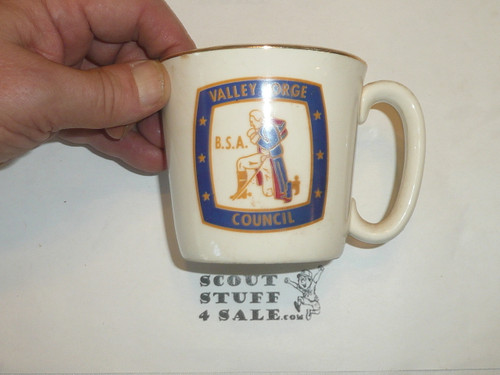 VALLEY FORGE
B.S.A.
COUNCIL
SCOUT
STUFF
4 SALE.com